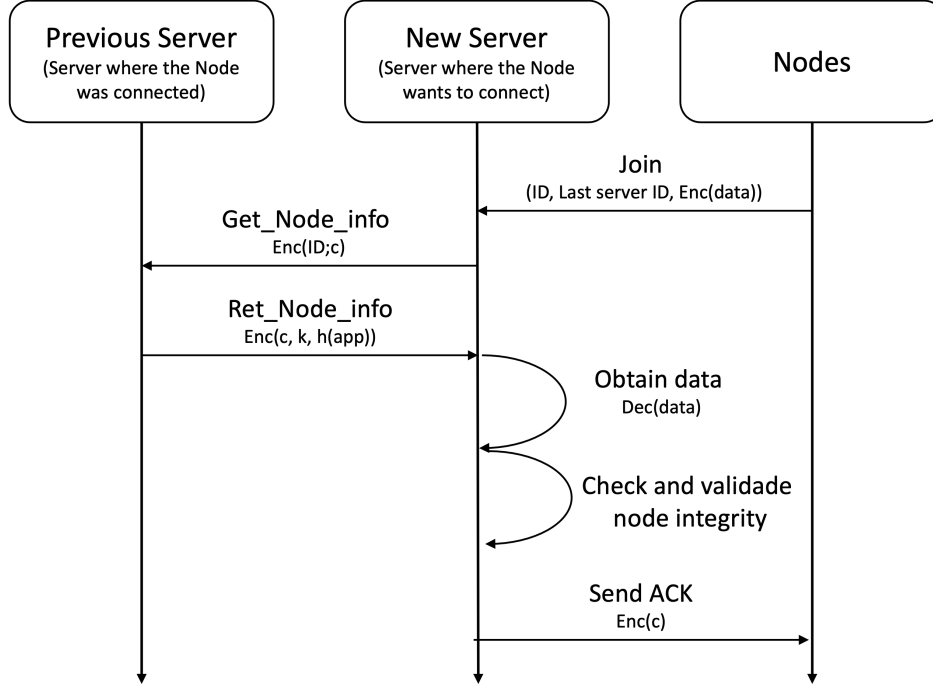 Previous Server
(Server where the Node
was connected)
New Server
(Server where the Node
wants to connect)
Nodes
Join
(ID, Last server ID, Enc(data))
Get_Node_info
Enc(ID;c)
Ret_Node_info
Enc(c, k, h(app))
Obtain data
Dec(data)
Check and validade
node integrity
Send ACK
Enc(c)